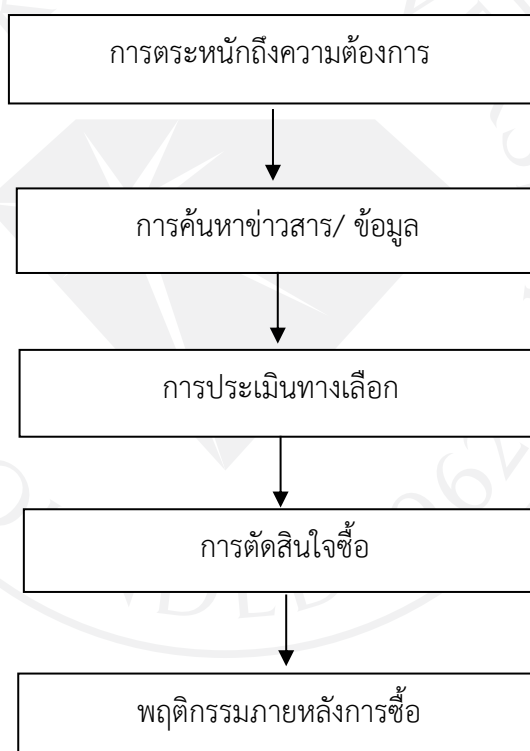 การตระหนักถึงความต้องการ
การค้นหาข่าวสาร/ ข้อมูล
การประเมินทางเลือก
การตัดสินใจซื้อ
พฤติกรรมภายหลังการซื้อ